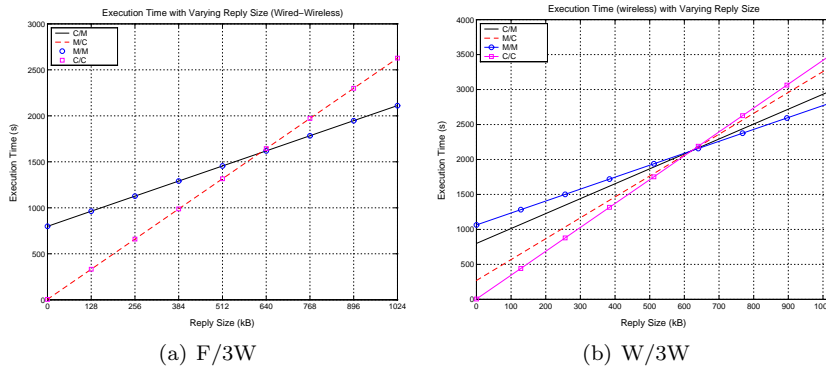 Execution Time with Varying Reply Size (Wired−Wireless)
3000
2500
2000
1500
1000
500
0
Execution Time (s)
C/M
M/C
M/M
C/C
0 128 256 384 512 640 768 896 1024
Reply Size (kB)
(a) F/3W
Execution Time (wireless) with Varying Reply Size
4000
3500
3000
2500
2000
1500
1000
500
0
Execution Time (s)
C/M
M/C
M/M
C/C
0 100 200 300 400 500 600 700 800 900 1000
Reply Size (kB)
(b) W/3W